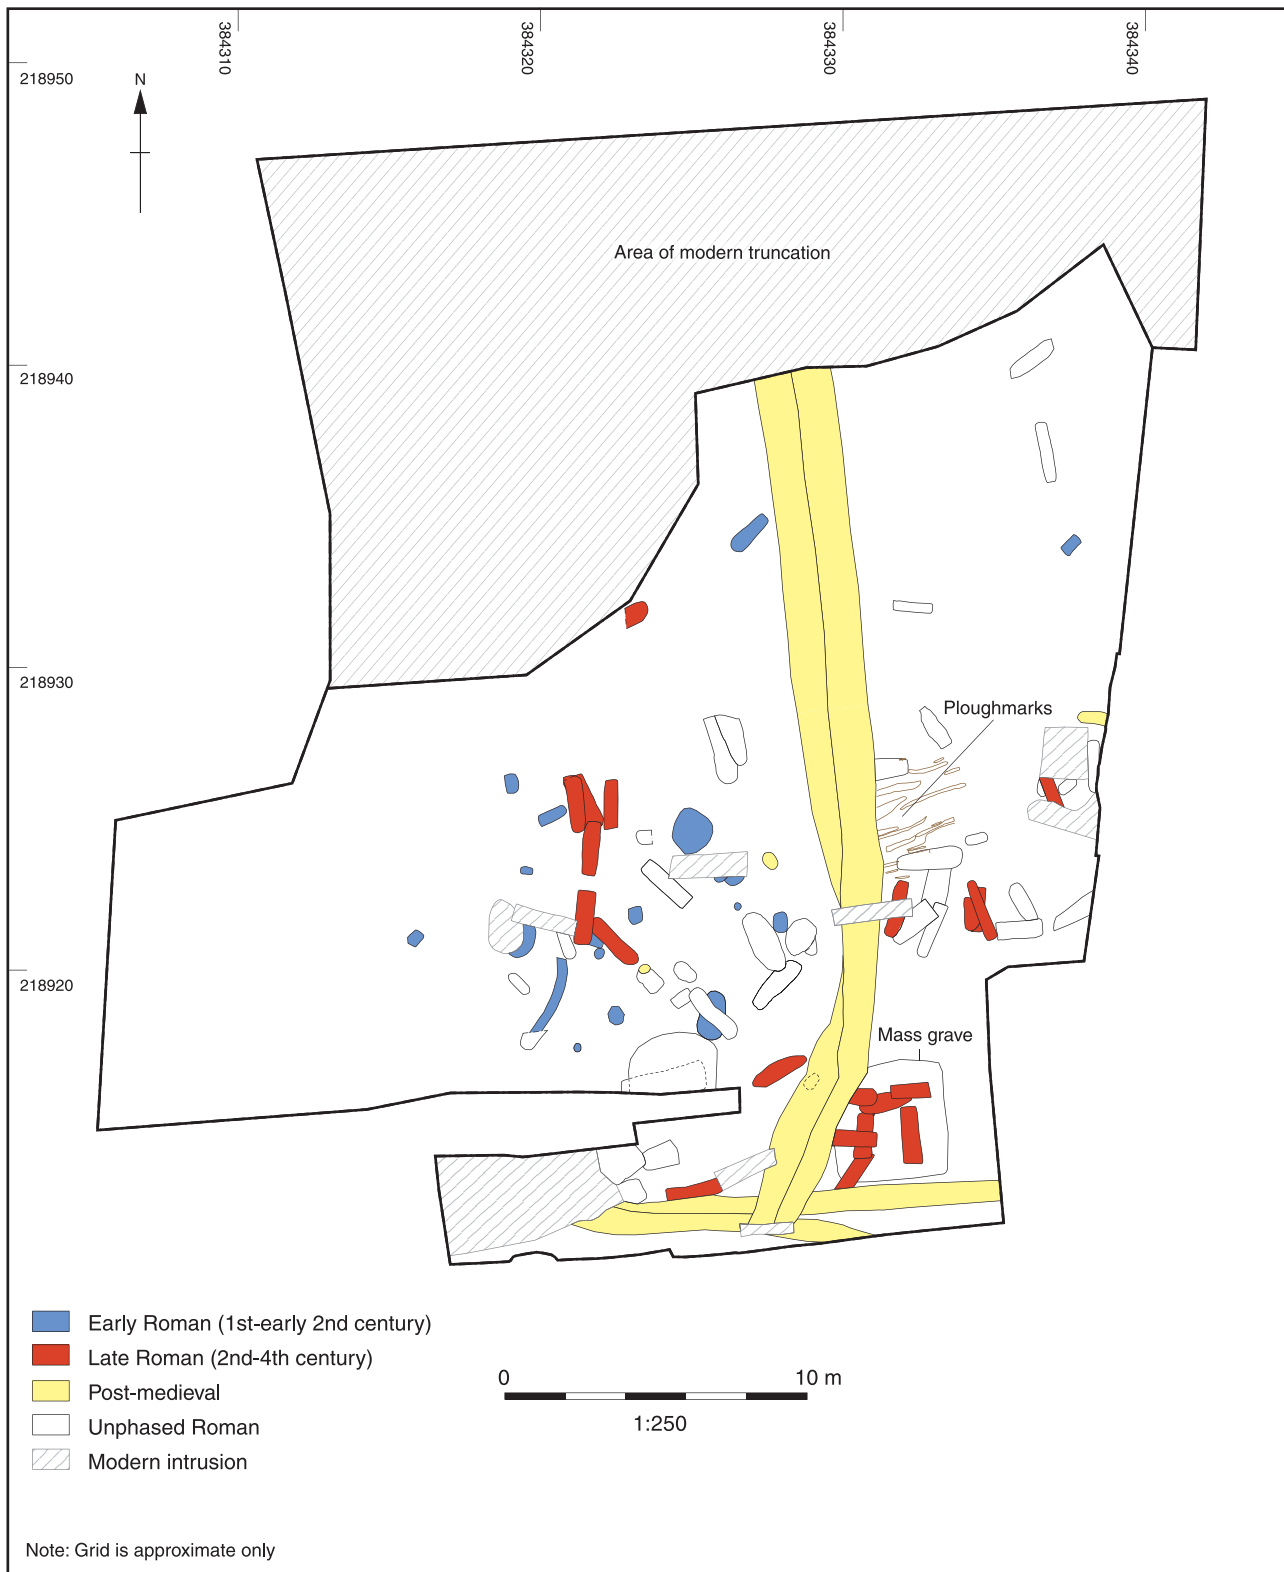 384310
384320
384330
384340
218950
N
Area of modern truncation
218940
218930
Ploughmarks
218920
Mass grave
Early Roman (1st-early 2nd century)
Late Roman (2nd-4th century)
Post-medieval
Unphased Roman
Modern intrusion
0 10 m
1:250
Note: Grid is approximate only